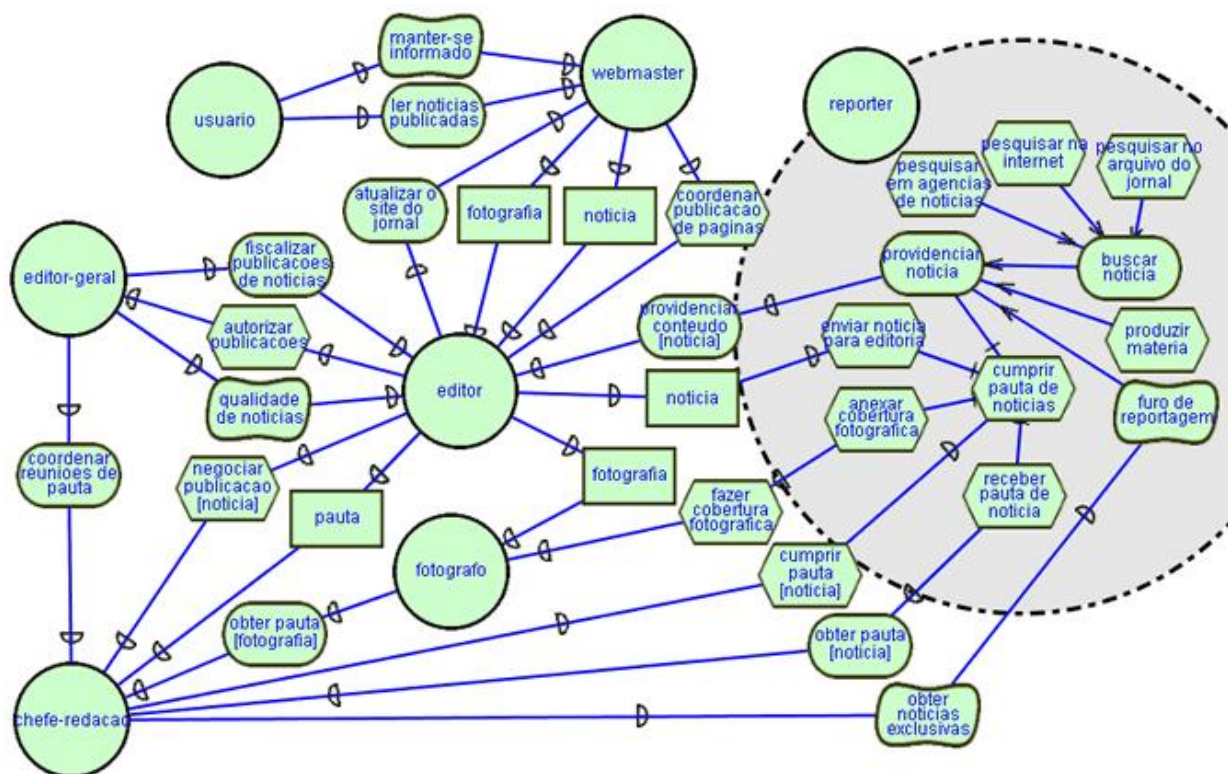 manter-se
informado
webmaster
usuario
ler noticias
publicadas
reporter
pesquisar na
internet
pesquisar no
arquivo do
jornal
pesquisar
em agencias
de noticias
atualizar o
site do
jornal
fotografia
noticia
coordenar
publicacao
de paginas
editor-geral
fiscalizar
publicacoes
de noticias
providenciar
noticia
buscar
noticia
autorizar
publicacoes
providenciar
conteudo
[noticia]
enviar noticia
para editoria
produzir
materia
qualidade
de noticias
editor
noticia
cumprir
pauta de
noticias
anexar
cobertura
fotografica
furo de
reportagem
coordenar
reunioes de
pauta
negociar
publicacao
[noticia]
pauta
fotografia
fazer
cobertura
fotografica
receber
pauta de
noticia
fotografo
cumprir
pauta
[noticia]
obter pauta
[fotografia]
obter pauta
[noticia]
chefe-redacao
obter
noticias
exclusivas